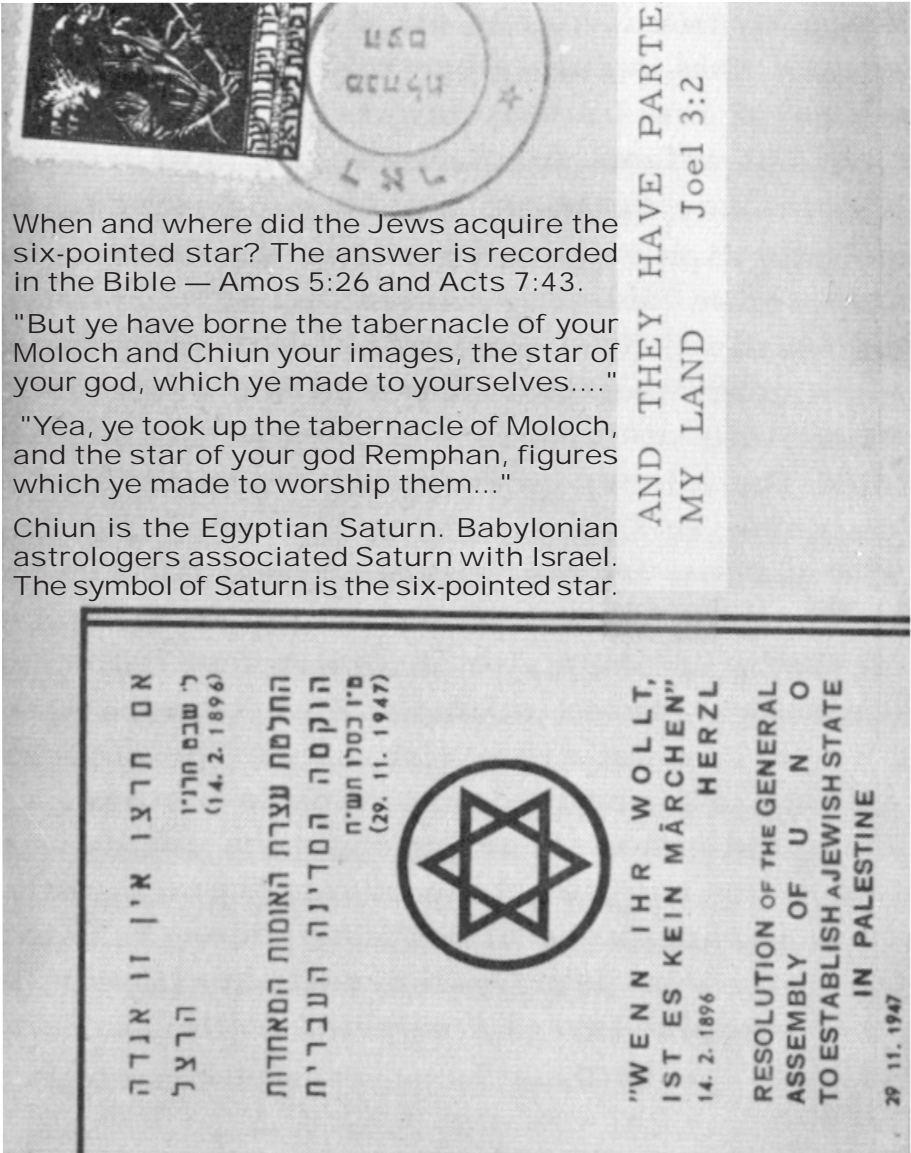 מנהלת
העם
דאר
When and where did the Jews acquire the
six-pointed star? The answer is recorded
in the Bible — Amos 5:26 and Acts 7:43.
"But ye have borne the tabernacle of your
Moloch and Chiun your images, the star of
your god, which ye made to yourselves...."
"Yea, ye took up the tabernacle of Moloch,
and the star of your god Remphan, figures
which ye made to worship them..."
Chiun is the Egyptian Saturn. Babylonian
astrologers associated Saturn with Israel.
The symbol of Saturn is the six-pointed star.
AND THEY HAVE PARTE
MY LAND Joel 3:2
אם תרצו אין זו אגדה
הרצל
ל׳ שבט תרנ״ו
(14. 2. 1896)
החלטת עצרת האומות המאחדות
הוקמה המדינה העברית
ט״ז כסלו תש״ח
(29. 11. 1947)
"WENN IHR WOLLT,
IST ES KEIN MÄRCHEN"
14. 2. 1896 HERZL
RESOLUTION OF THE GENERAL
ASSEMBLY OF U N O
TO ESTABLISH A JEWISH STATE
IN PALESTINE
29 11. 1947